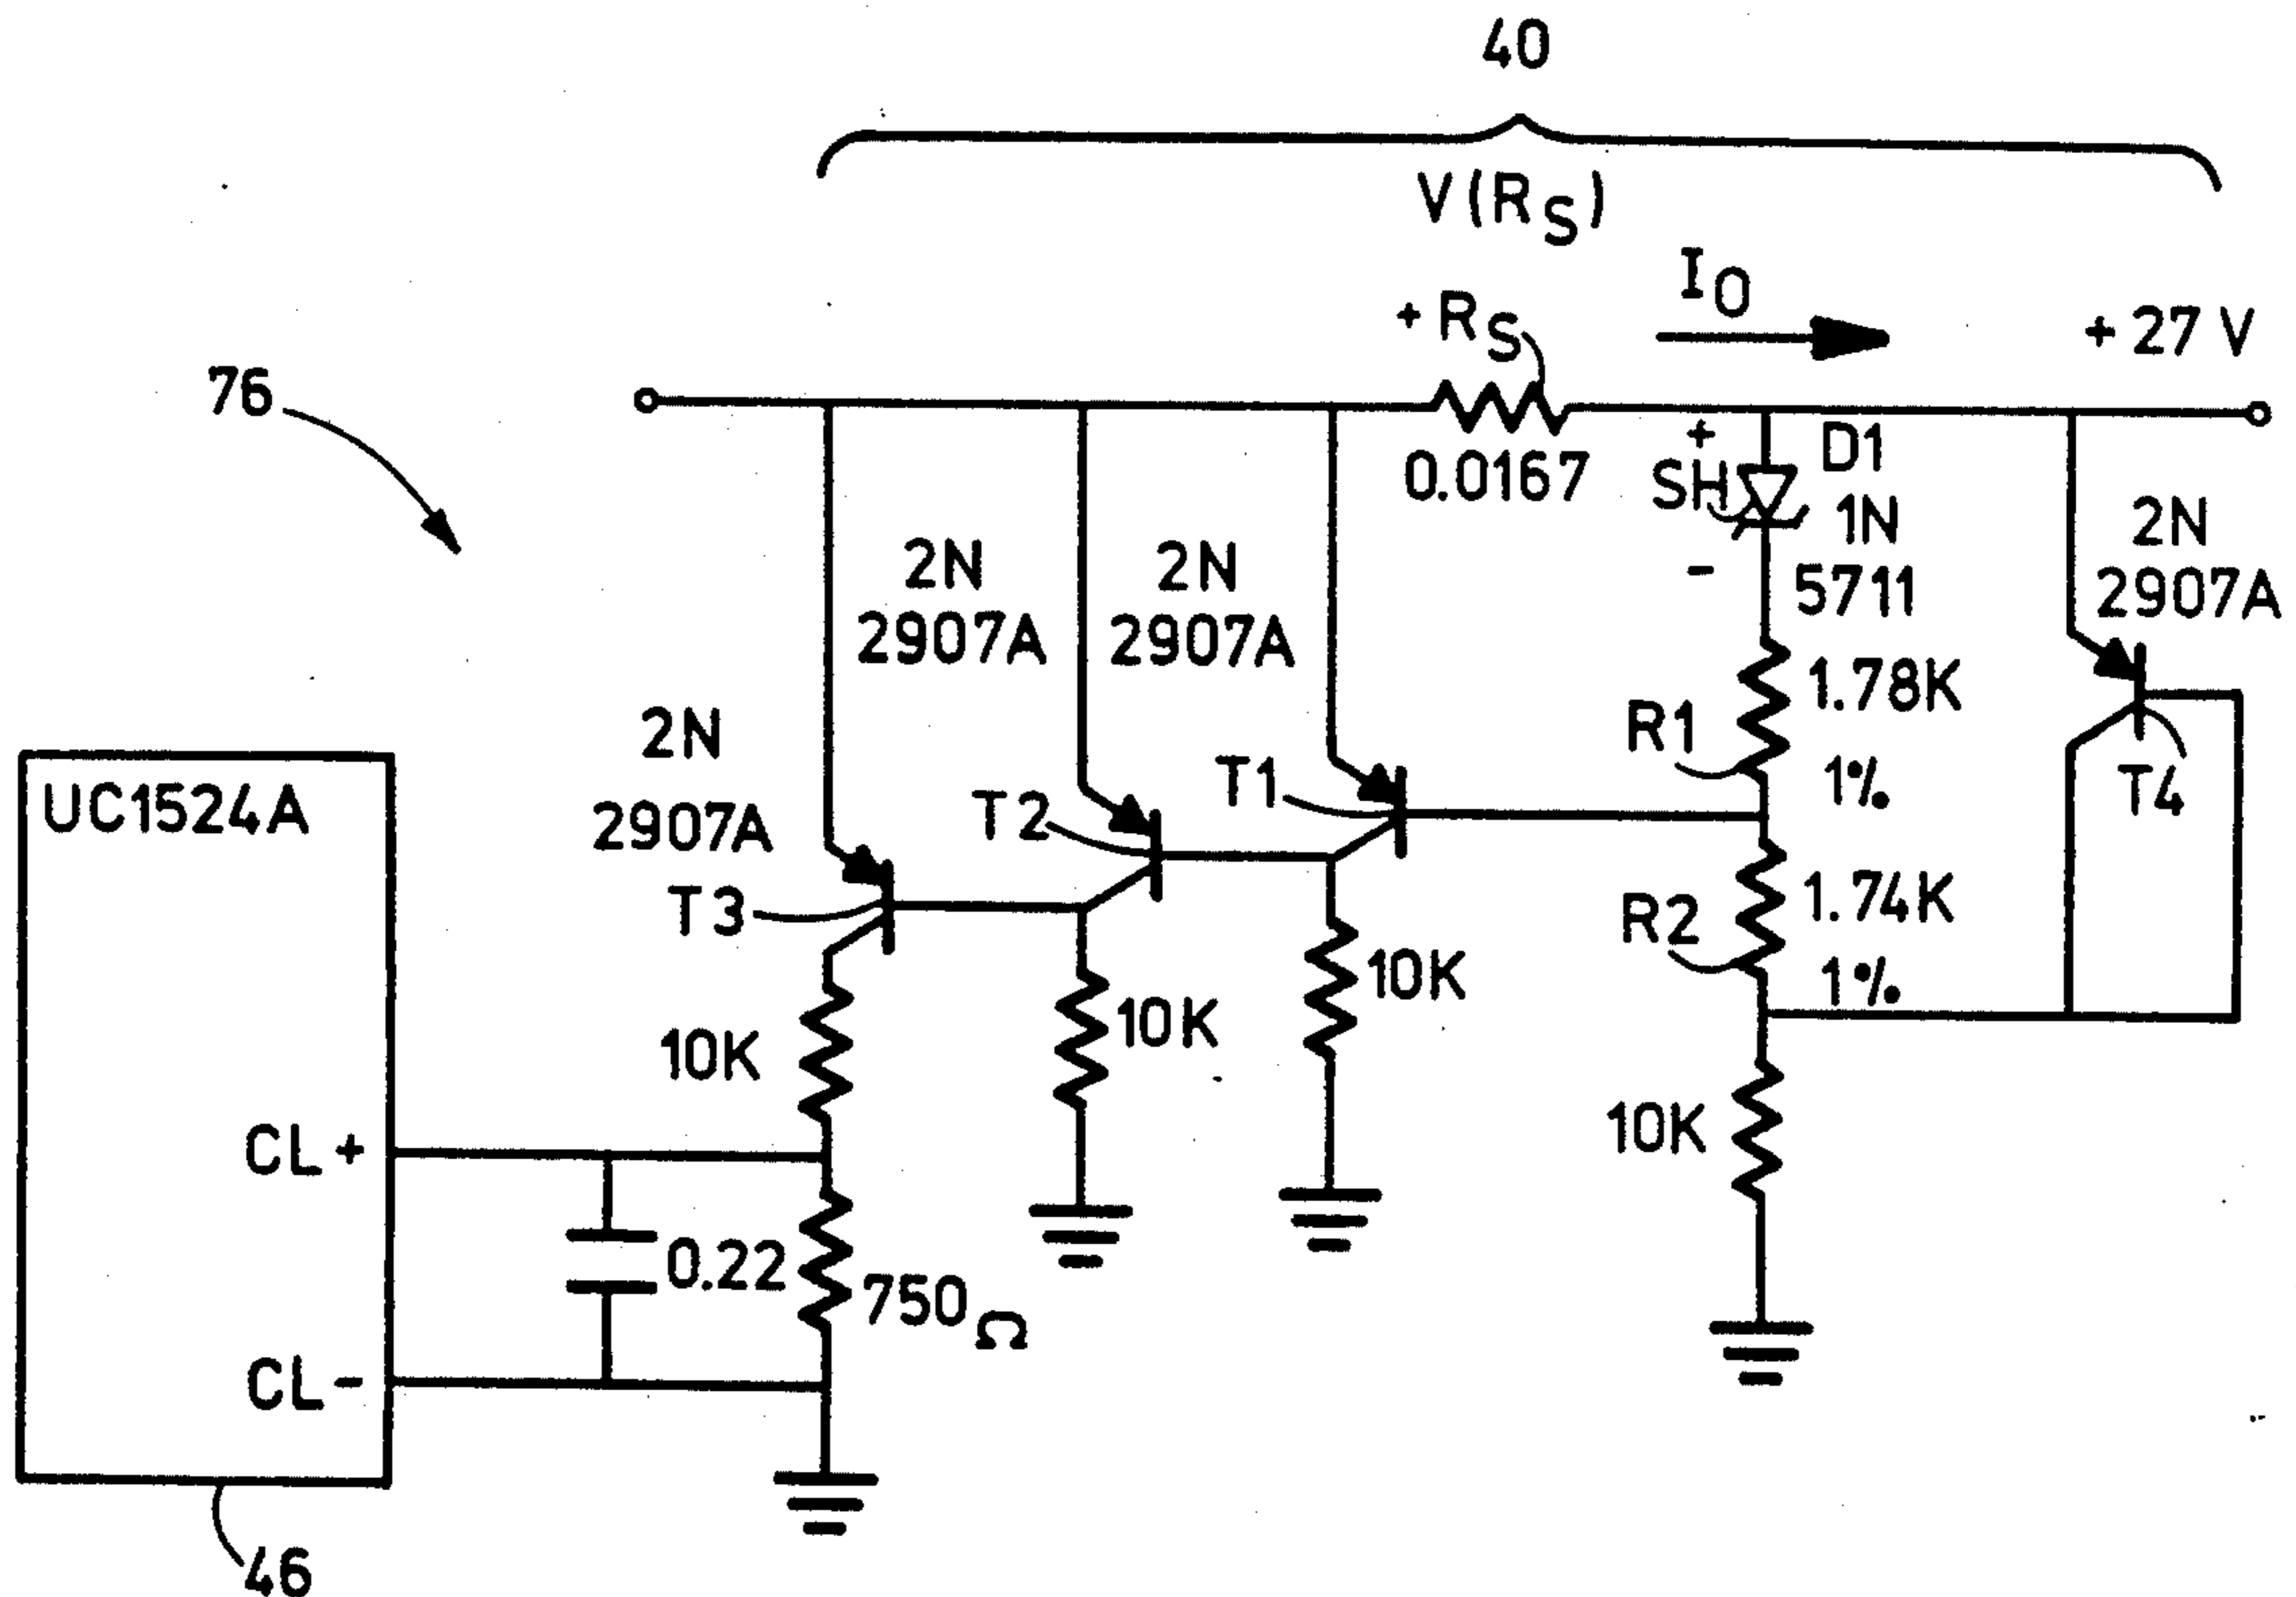 40
V(RS)
IO
+ RS
+ 27 V
76
0.0167
+
SH
-
D1
1N
5711
2N
2907A
2N
2907A
2N
2907A
2N
2907A
R1
1.78K
1%
T1
T2
T3
T4
R2
1.74K
1%
UC1524A
10K
10K
10K
10K
CL +
0.22
750 Ω
CL -
46